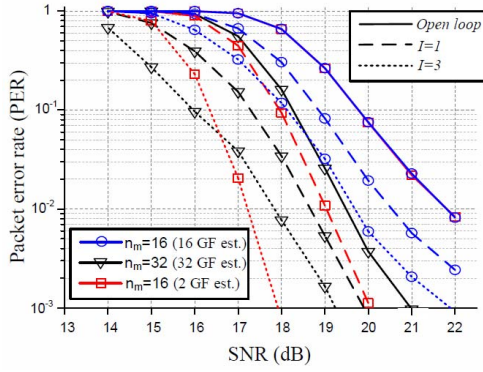 Packet error rate (PER)
1
10^-1
10^-2
10^-3
Open loop
I=1
I=3
n_m=16 (16 GF est.)
n_m=32 (32 GF est.)
n_m=16 (2 GF est.)
13 14 15 16 17 18 19 20 21 22
SNR (dB)